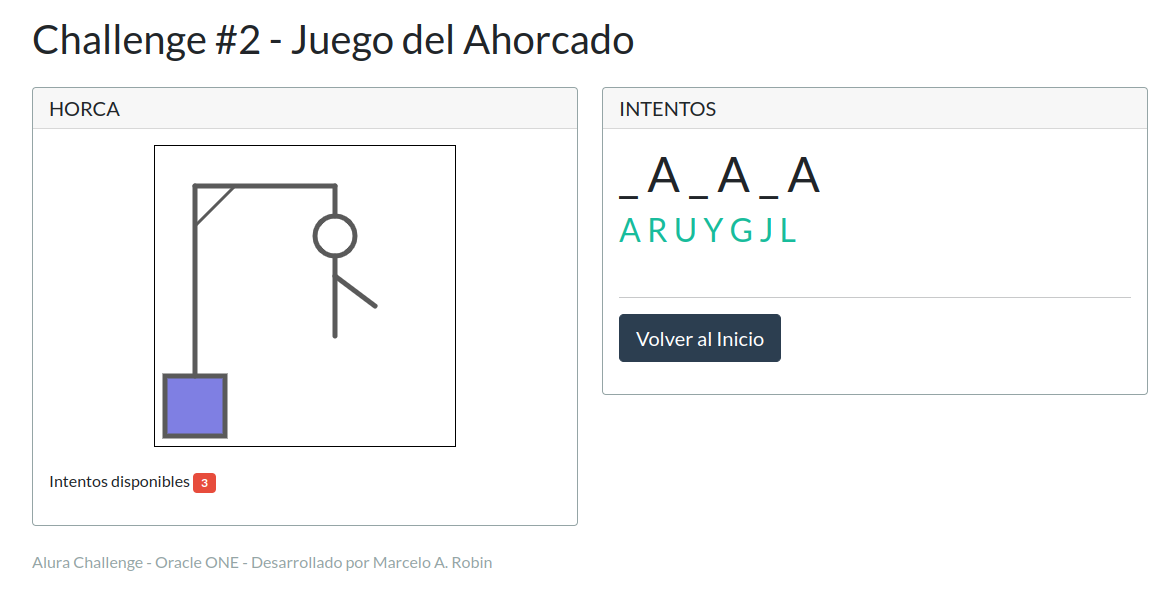 Challenge #2 - Juego del Ahorcado
HORCA
Intentos disponibles 3
INTENTOS
_ A _ A _ A
A R U Y G J L
Volver al Inicio
Alura Challenge - Oracle ONE - Desarrollado por Marcelo A. Robin